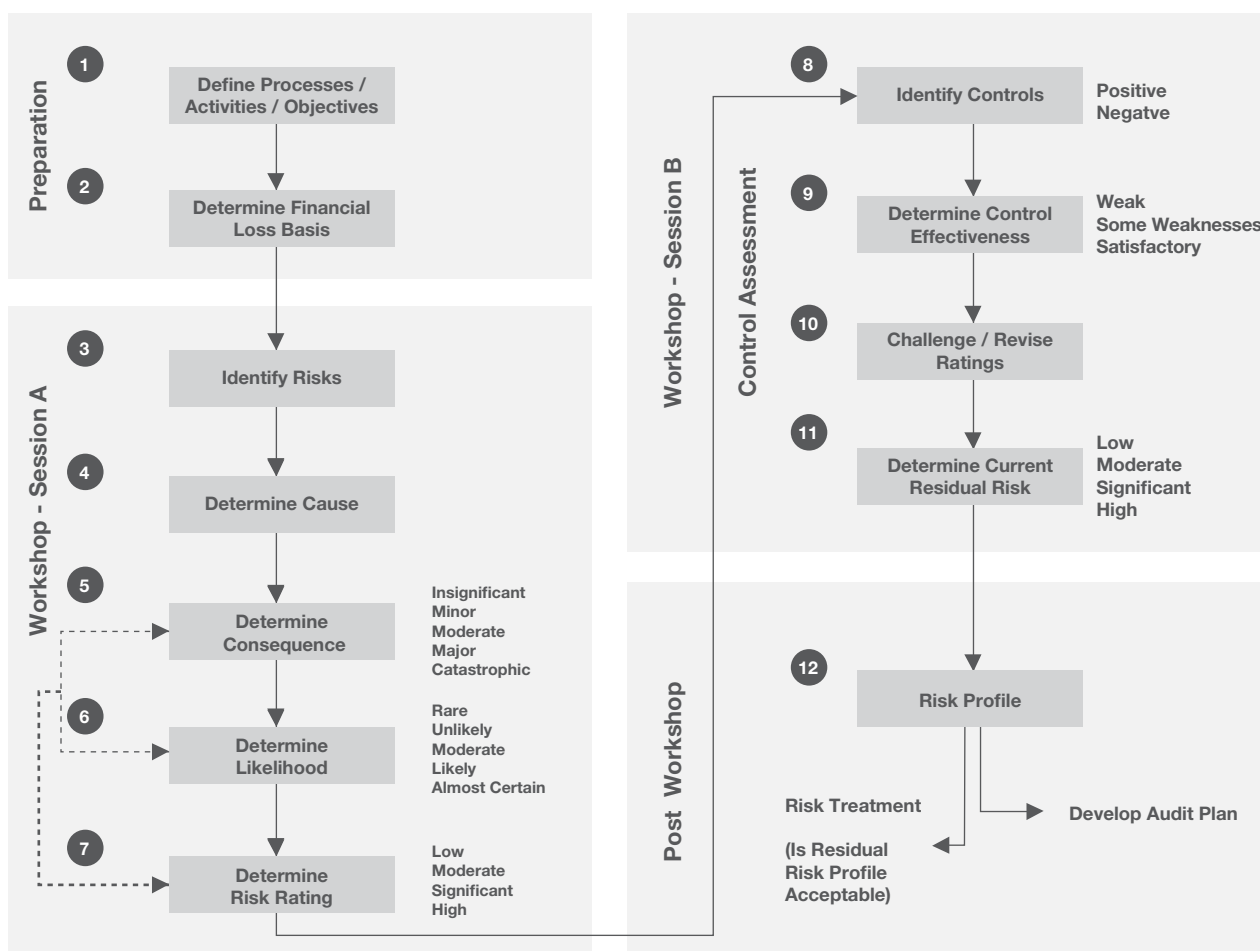 Preparation
1
Define Processes /
Activities / Objectives
2
Determine Financial
Loss Basis
Workshop - Session A
3
Identify Risks
4
Determine Cause
5
Determine
Consequence
Insignificant
Minor
Moderate
Major
Catastrophic
6
Determine
Likelihood
Rare
Unlikely
Moderate
Likely
Almost Certain
7
Determine
Risk Rating
Low
Moderate
Significant
High
Workshop - Session B
Control Assessment
8
Identify Controls
Positive
Negatve
9
Determine Control
Effectiveness
Weak
Some Weaknesses
Satisfactory
10
Challenge / Revise
Ratings
11
Determine Current
Residual Risk
Low
Moderate
Significant
High
Post Workshop
12
Risk Profile
Risk Treatment
(Is Residual
Risk Profile
Acceptable)
Develop Audit Plan